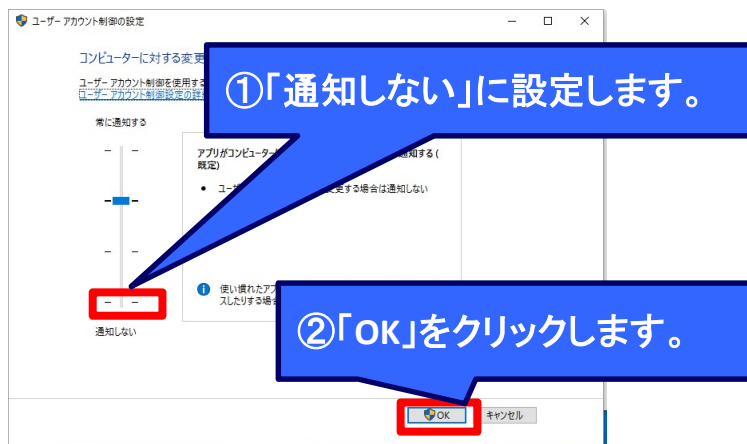 ユーザー アカウント制御の設定
コンピューターに対する変更
ユーザー アカウント制御を使用する
ユーザー アカウント制御設定の詳細
①「通知しない」に設定します。
常に通知する
アプリがコンピューター
通知する (
既定)
ユーザ
変更する場合は通知しない
使い慣れたアプ
スしたりする場合
②「OK」をクリックします。
通知しない
OK
キャンセル